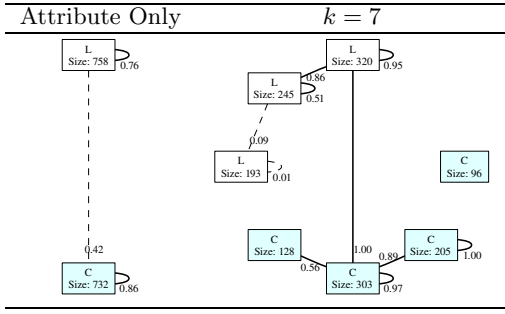 Attribute Only
k = 7
L
Size: 758
0.76
0.42
C
Size: 732
0.86
L
Size: 320
0.95
0.86
L
Size: 245
0.51
0.09
L
Size: 193
0.01
C
Size: 96
C
Size: 128
0.56
1.00
C
Size: 205
1.00
0.89
C
Size: 303
0.97